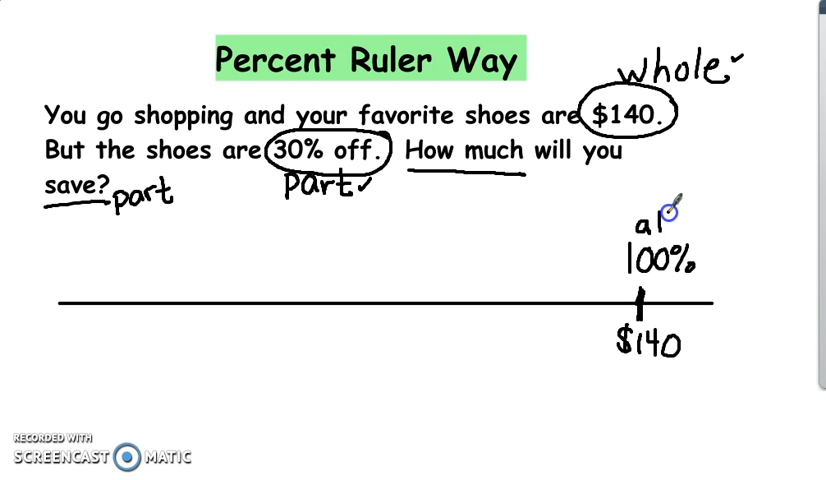 Percent Ruler Way
whole
You go shopping and your favorite shoes are $140.
But the shoes are 30% off. How much will you
save? part
part
al
100%
$140
RECORDED WITH
SCREENCAST MATIC